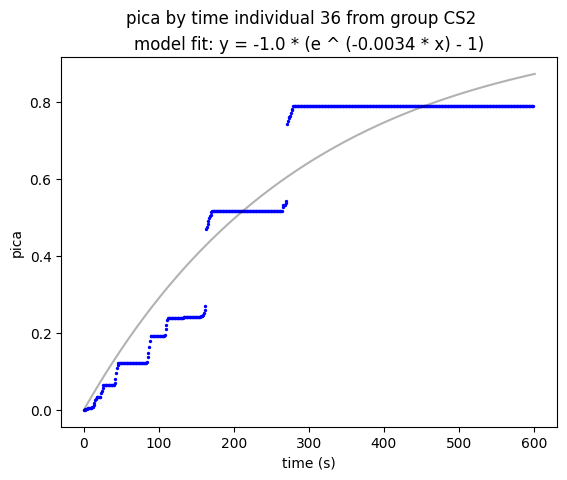 pica by time individual 36 from group CS2
model fit: y = -1.0 * (e ^ (-0.0034 * x) - 1)
0.8
0.6
0.4
0.2
0.0
pica
0 100 200 300 400 500 600
time (s)